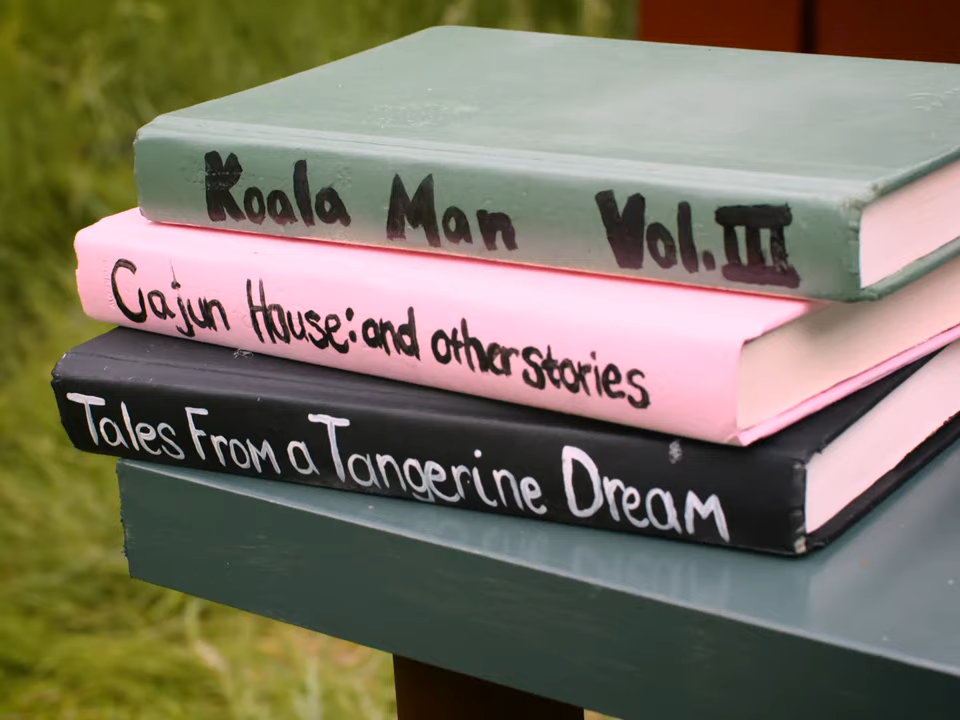 Koala Man Vol. III
Cajun House: and other stories
Tales From a Tangerine Dream